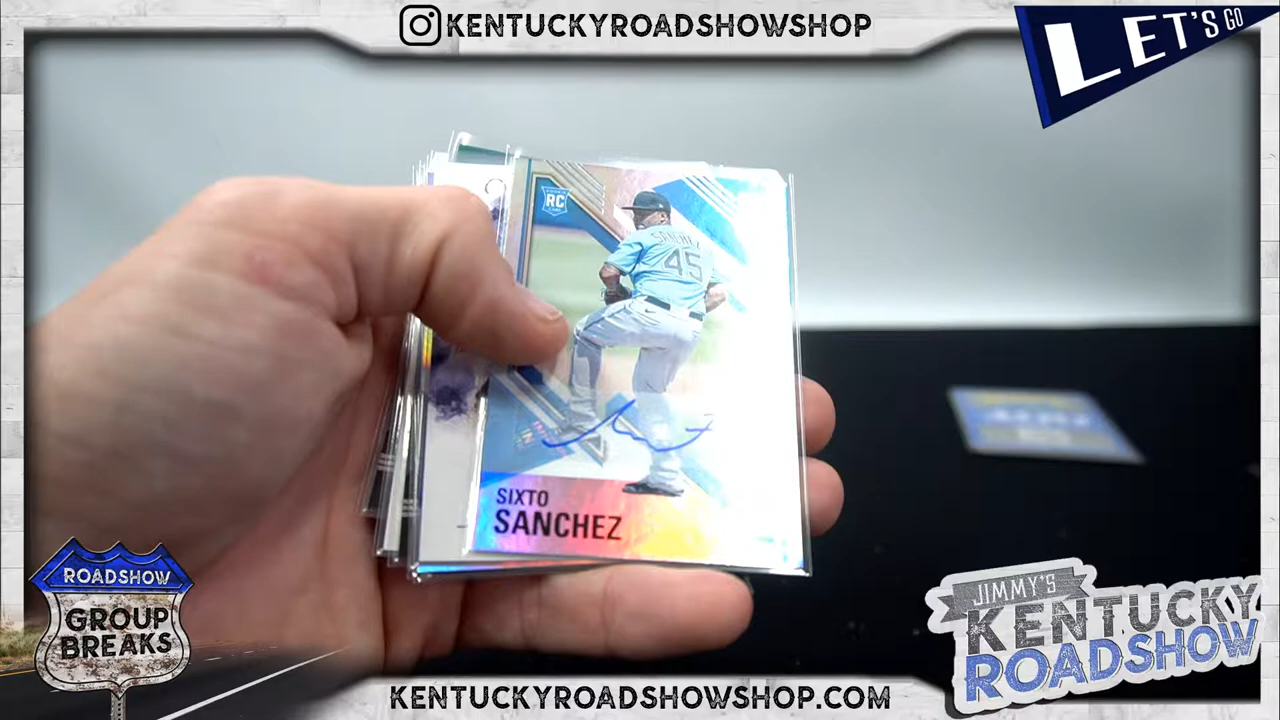 KENTUCKYROADSHOWSHOP
LET'S GO
RC
SANCHEZ
45
SIXTO
SANCHEZ
ROADSHOW
GROUP
BREAKS
JIMMY'S
KENTUCKY
ROADSHOW
KENTUCKYROADSHOWSHOP.COM